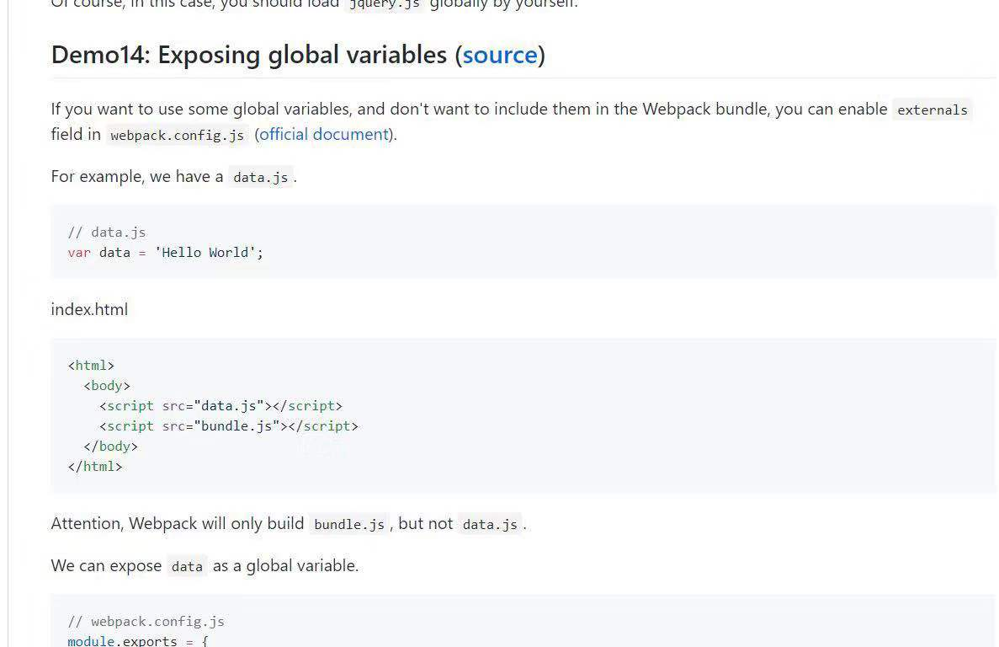 Of course, in this case, you should load jquery.js globally by yourself.
Demo14: Exposing global variables (source)
If you want to use some global variables, and don't want to include them in the Webpack bundle, you can enable externals
field in webpack.config.js (official document).
For example, we have a data.js.
// data.js
var data = 'Hello World';
index.html
<html>
  <body>
    <script src="data.js"></script>
    <script src="bundle.js"></script>
  </body>
</html>
Attention, Webpack will only build bundle.js, but not data.js.
We can expose data as a global variable.
// webpack.config.js
module.exports = {